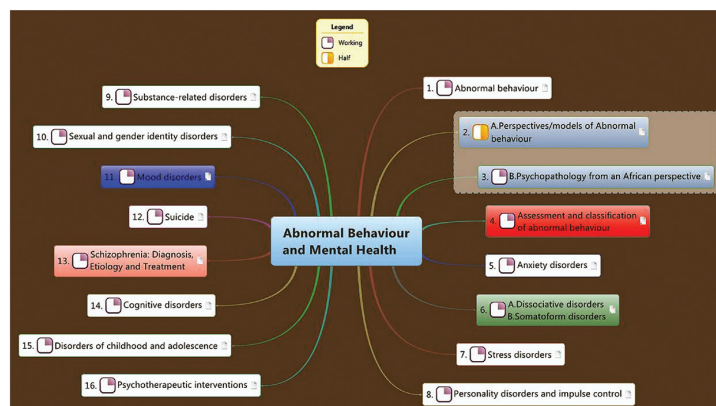 Legend
Working
Half
1. Abnormal behaviour
2. A.Perspectives/models of Abnormal
behaviour
3. B.Psychopathology from an African perspective
4. Assessment and classification
of abnormal behaviour
5. Anxiety disorders
6. A.Dissociative disorders
B.Somatoform disorders
7. Stress disorders
8. Personality disorders and impulse control
9. Substance-related disorders
10. Sexual and gender identity disorders
11. Mood disorders
12. Suicide
13. Schizophrenia: Diagnosis,
Etiology and Treatment
14. Cognitive disorders
15. Disorders of childhood and adolescence
16. Psychotherapeutic interventions
Abnormal Behaviour
and Mental Health